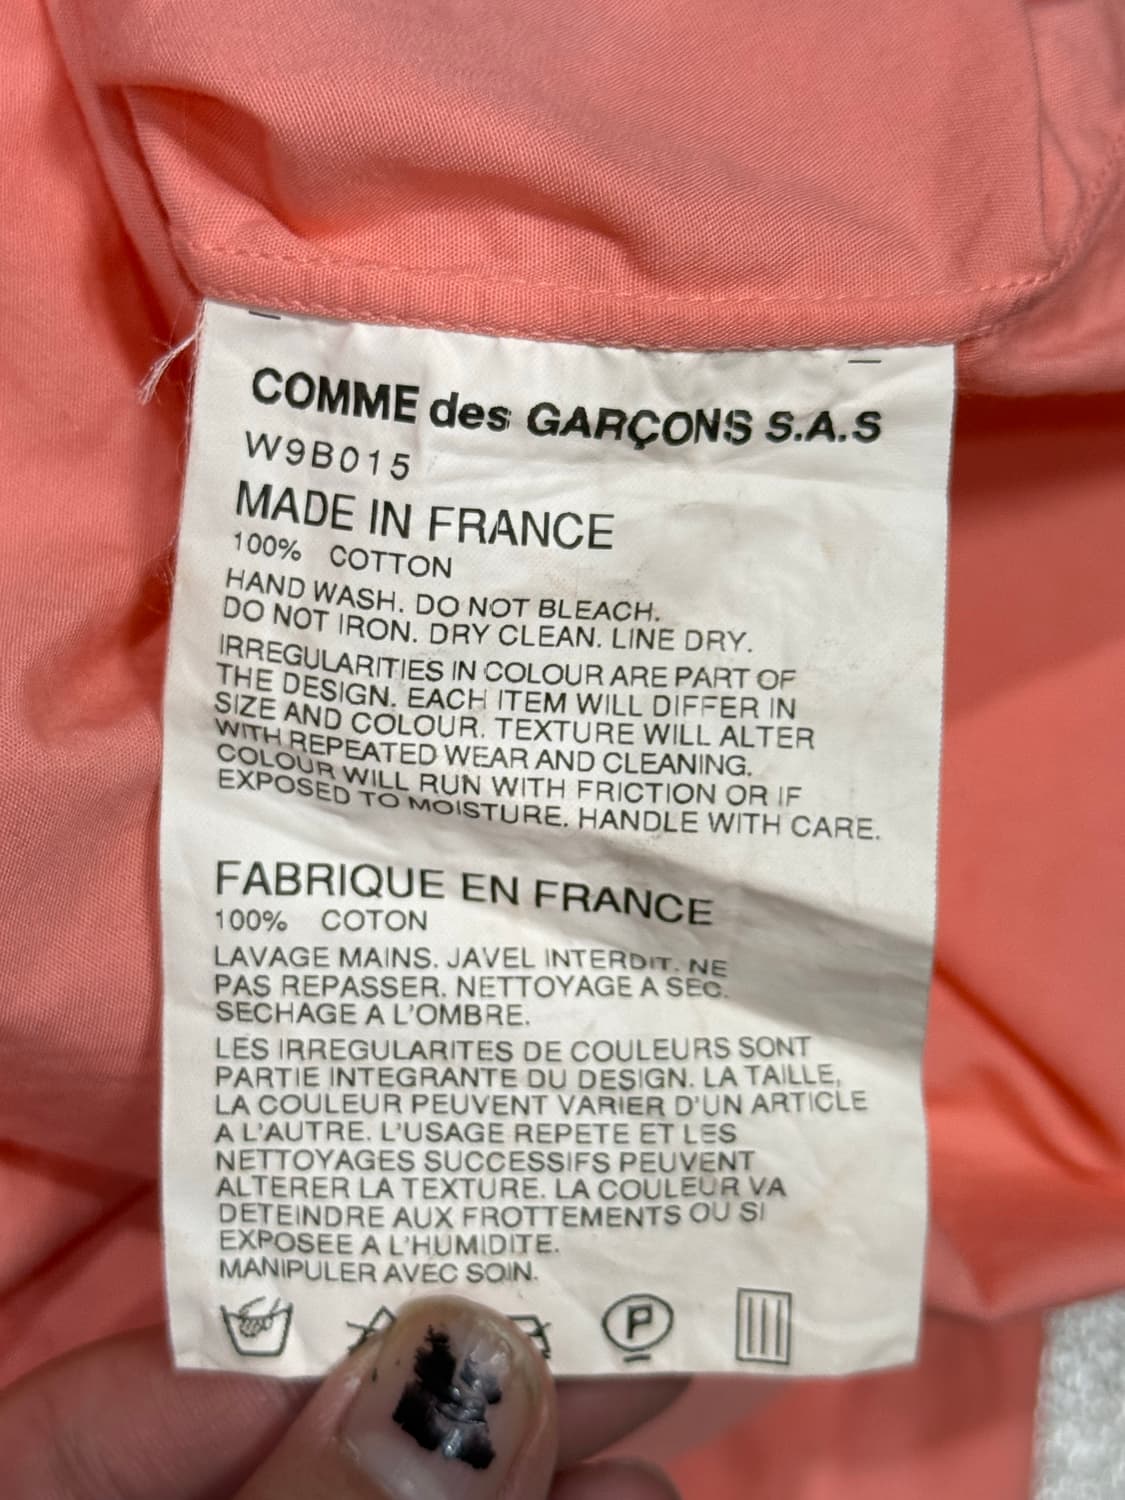 COMME des GARÇONS S.A.S
W9B015
MADE IN FRANCE
100% COTTON
HAND WASH. DO NOT BLEACH.
DO NOT IRON. DRY CLEAN. LINE DRY.
IRREGULARITIES IN COLOUR ARE PART OF
THE DESIGN. EACH ITEM WILL DIFFER IN
SIZE AND COLOUR. TEXTURE WILL ALTER
WITH REPEATED WEAR AND CLEANING.
COLOUR WILL RUN WITH FRICTION OR IF
EXPOSED TO MOISTURE. HANDLE WITH CARE.
FABRIQUE EN FRANCE
100% COTON
LAVAGE MAINS. JAVEL INTERDIT. NE
PAS REPASSER. NETTOYAGE A SEC.
SECHAGE A L'OMBRE.
LES IRREGULARITES DE COULEURS SONT
PARTIE INTEGRANTE DU DESIGN. LA TAILLE,
LA COULEUR PEUVENT VARIER D'UN ARTICLE
A L'AUTRE. L'USAGE REPETE ET LES
NETTOYAGES SUCCESSIFS PEUVENT
ALTERER LA TEXTURE. LA COULEUR VA
DETEINDRE AUX FROTTEMENTS OU SI
EXPOSEE A L'HUMIDITE.
MANIPULER AVEC SOIN.
P